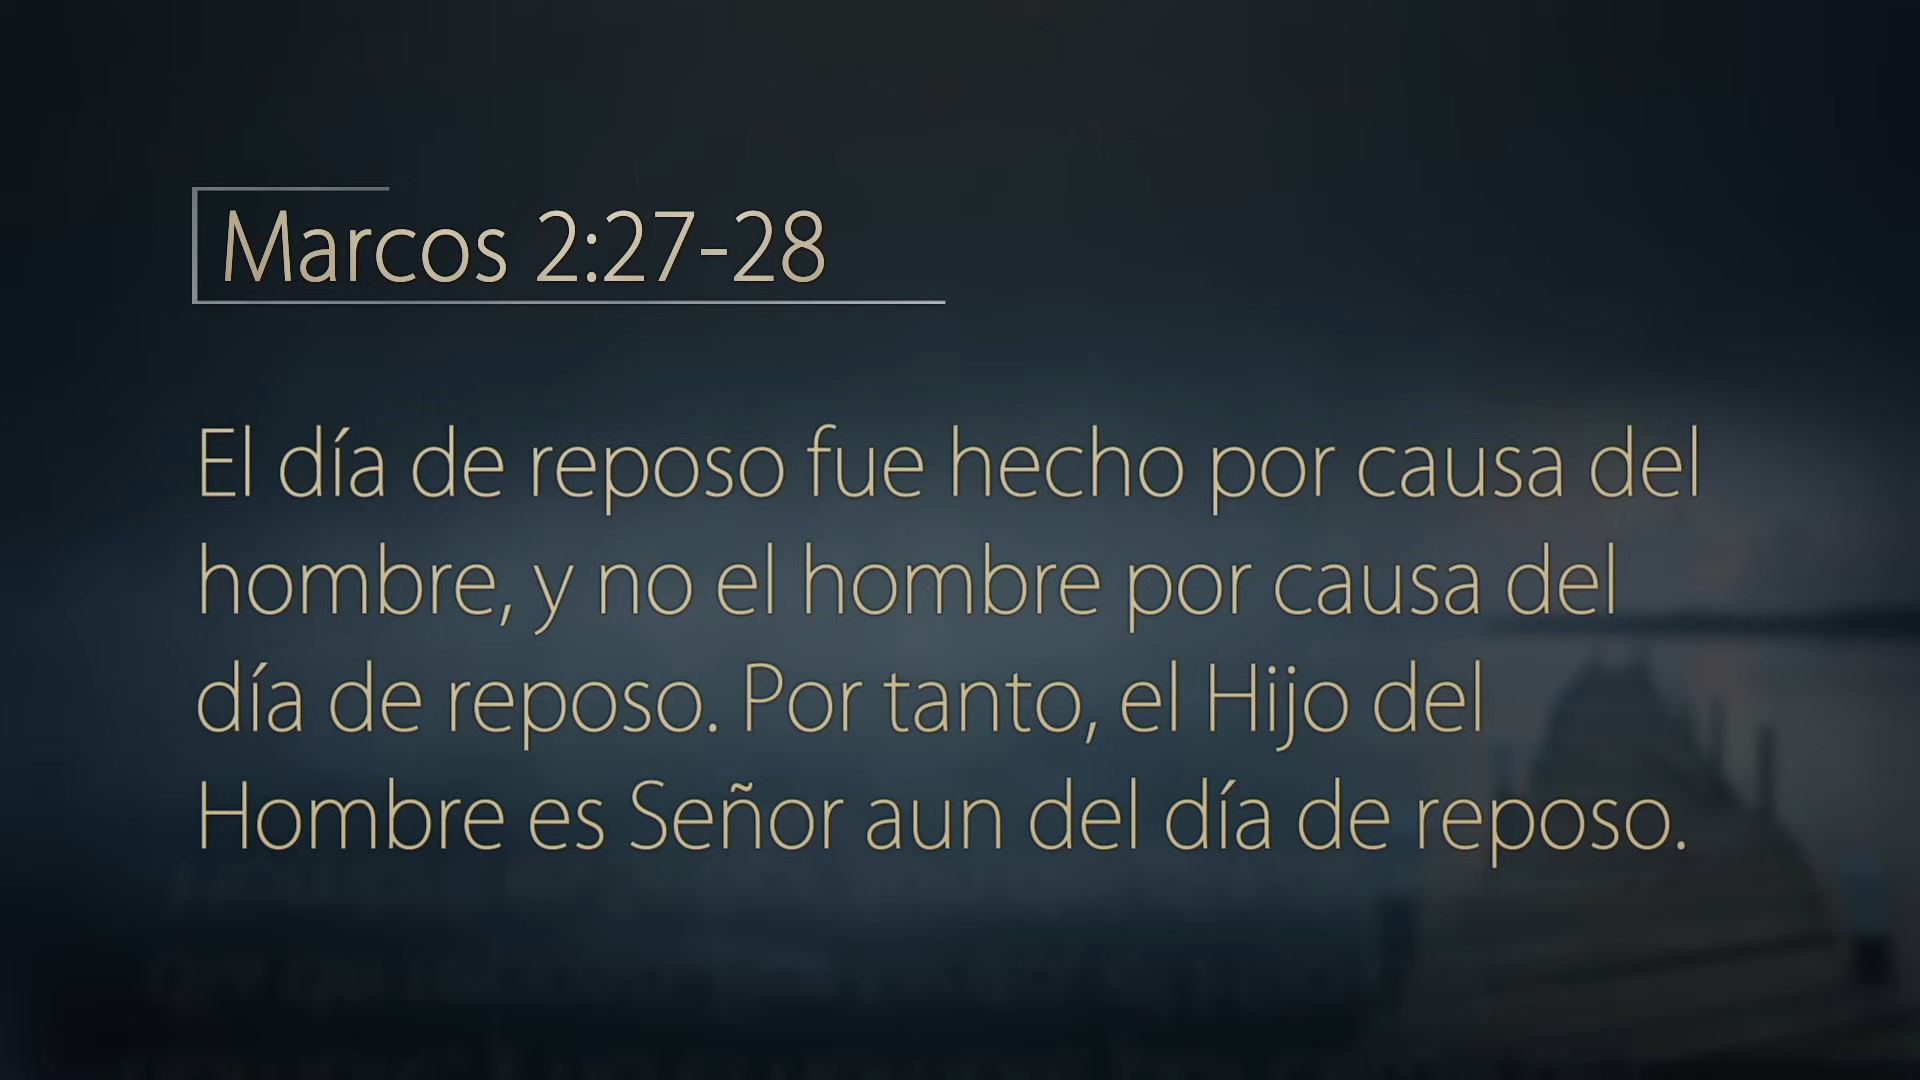 Marcos 2:27-28
El día de reposo fue hecho por causa del
hombre, y no el hombre por causa del
día de reposo. Por tanto, el Hijo del
Hombre es Señor aun del día de reposo.